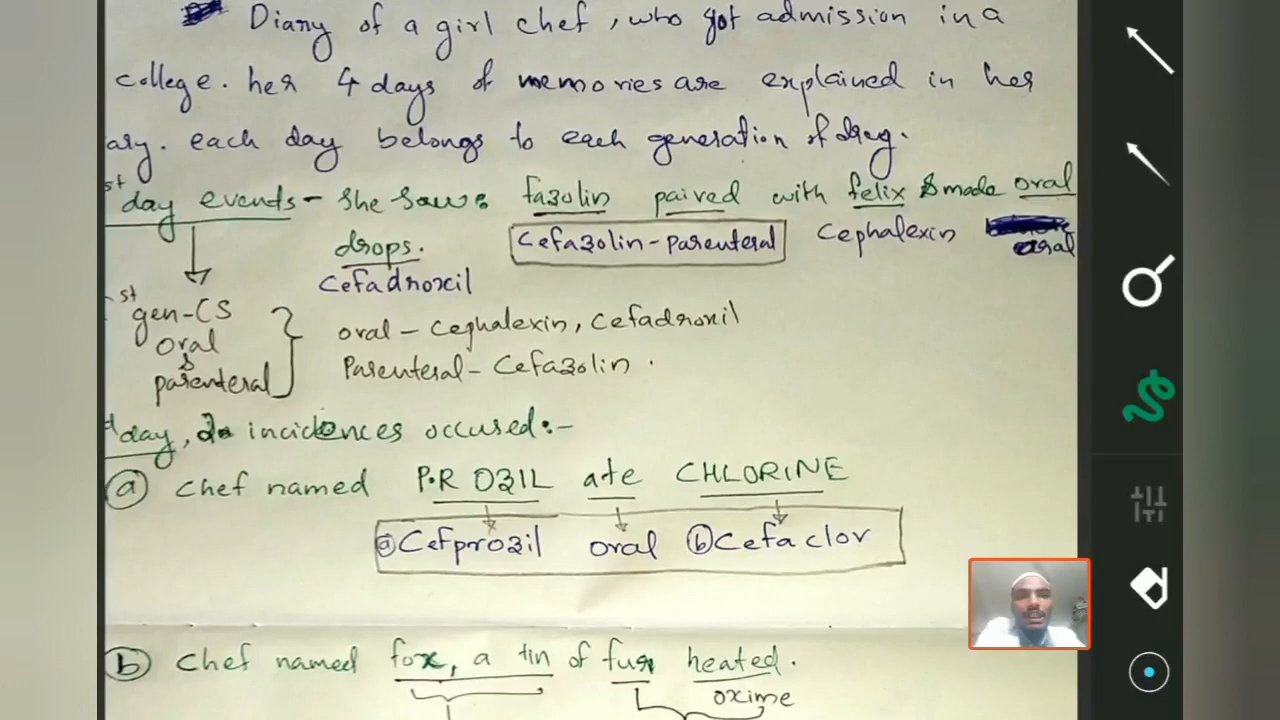 Diary of a girl chef, who got admission in a
college. her 4 days of memories are explained in her
ary. each day belongs to each generation of drug.
st day events - She saw: fazolin paired with felix & made oral
drops. Cefazolin-parenteral Cephalexin oral
Cefadroxil
st gen-CS
oral
&
parenteral
oral - Cephalexin, Cefadroxil
Parenteral - Cefazolin.
day, 2 incidences occured:-
a) Chef named P.R OZIL ate CHLORINE
a) Cefprozil oral b) Cefaclor
b) Chef named fox, a tin of fur heated.
oxime